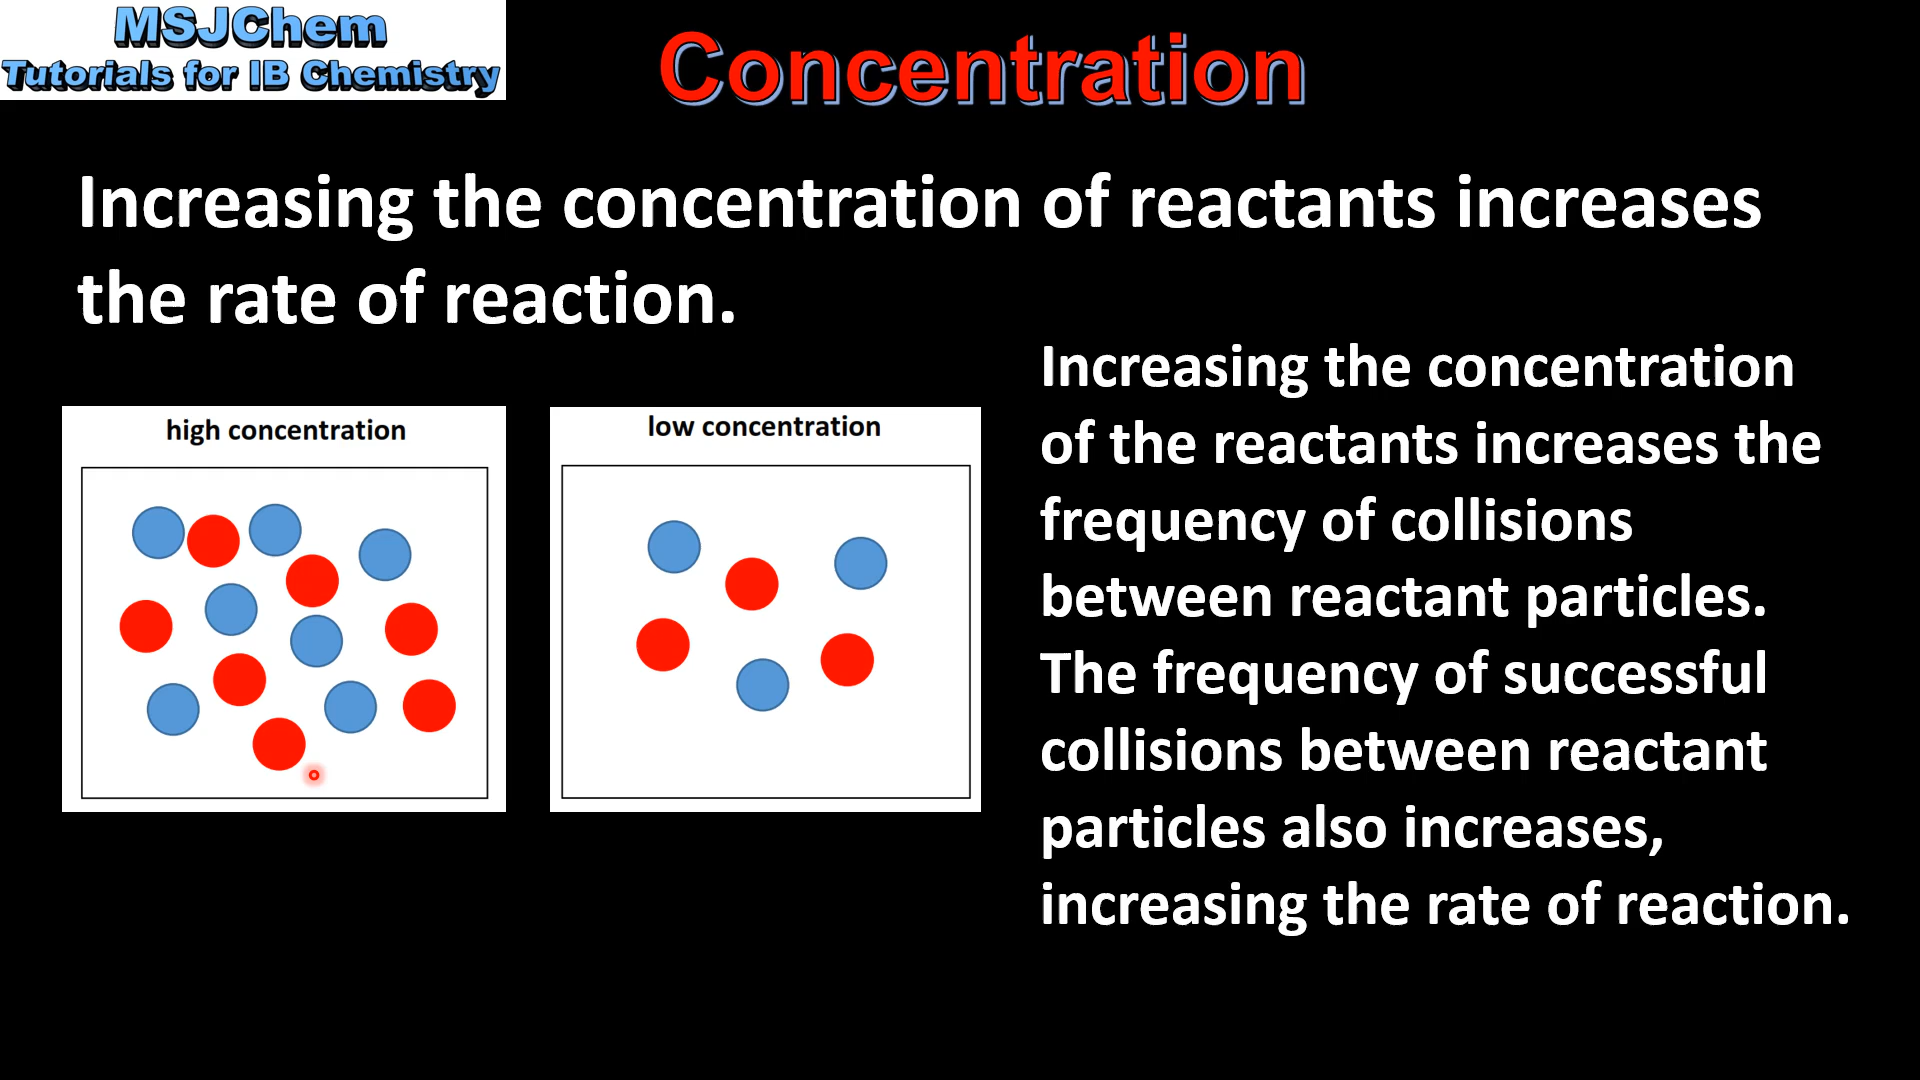 MSJChem
Tutorials for IB Chemistry
Concentration
Increasing the concentration of reactants increases
the rate of reaction.
high concentration
low concentration
Increasing the concentration
of the reactants increases the
frequency of collisions
between reactant particles.
The frequency of successful
collisions between reactant
particles also increases,
increasing the rate of reaction.